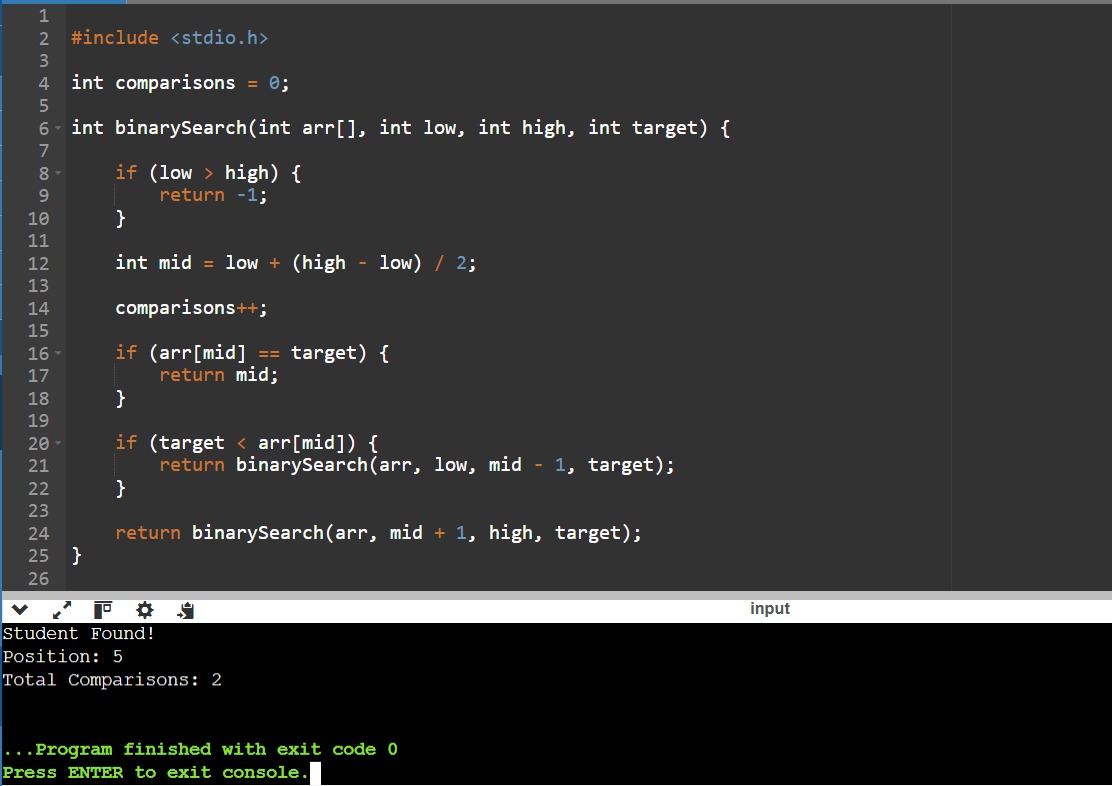 1
2 #include <stdio.h>
3
4 int comparisons = 0;
5
6 int binarySearch(int arr[], int low, int high, int target) {
7
8     if (low > high) {
9         return -1;
10     }
11
12     int mid = low + (high - low) / 2;
13
14     comparisons++;
15
16     if (arr[mid] == target) {
17         return mid;
18     }
19
20     if (target < arr[mid]) {
21         return binarySearch(arr, low, mid - 1, target);
22     }
23
24     return binarySearch(arr, mid + 1, high, target);
25 }
26
input
Student Found!
Position: 5
Total Comparisons: 2
...Program finished with exit code 0
Press ENTER to exit console.